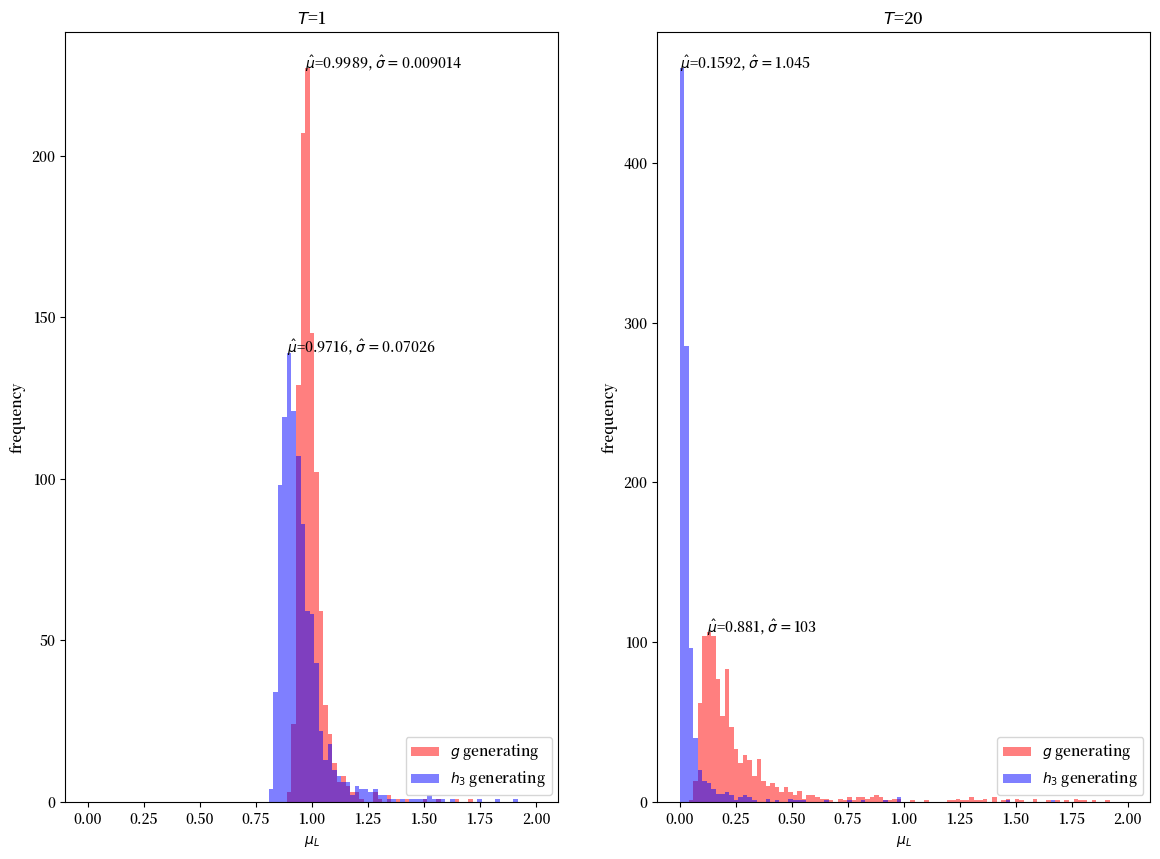 T=1
μ̂=0.9989, σ̂ = 0.009014
μ̂=0.9716, σ̂ = 0.07026
frequency
200
150
100
50
0
0.00 0.25 0.50 0.75 1.00 1.25 1.50 1.75 2.00
μ_L
g generating
h₃ generating
T=20
μ̂=0.1592, σ̂ = 1.045
μ̂=0.881, σ̂ = 103
frequency
400
300
200
100
0
0.00 0.25 0.50 0.75 1.00 1.25 1.50 1.75 2.00
μ_L
g generating
h₃ generating